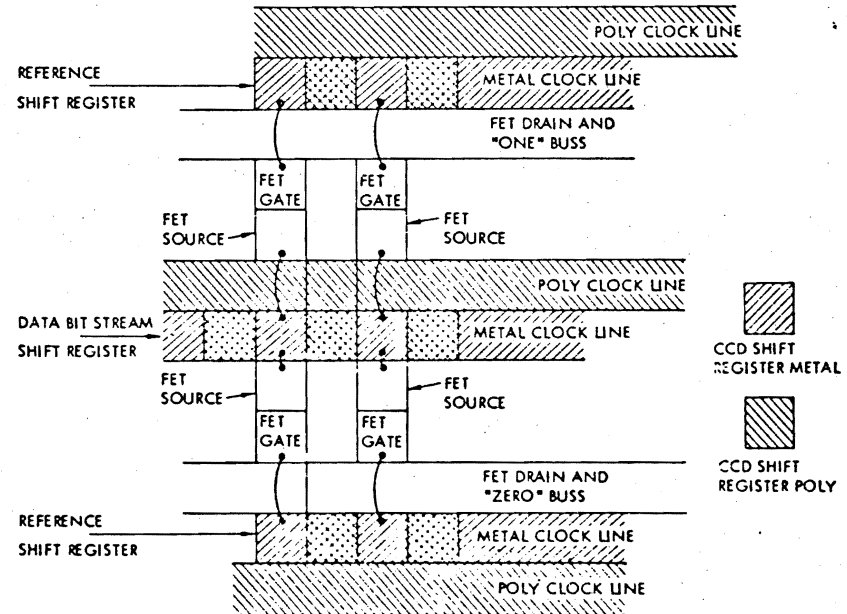 POLY CLOCK LINE
REFERENCE
SHIFT REGISTER
METAL CLOCK LINE
FET DRAIN AND
"ONE" BUSS
FET
GATE
FET
GATE
FET
SOURCE
FET
SOURCE
POLY CLOCK LINE
DATA BIT STREAM
SHIFT REGISTER
METAL CLOCK LINE
CCD SHIFT
REGISTER METAL
FET
SOURCE
FET
SOURCE
FET
GATE
FET
GATE
CCD SHIFT
REGISTER POLY
FET DRAIN AND
"ZERO" BUSS
REFERENCE
SHIFT REGISTER
METAL CLOCK LINE
POLY CLOCK LINE